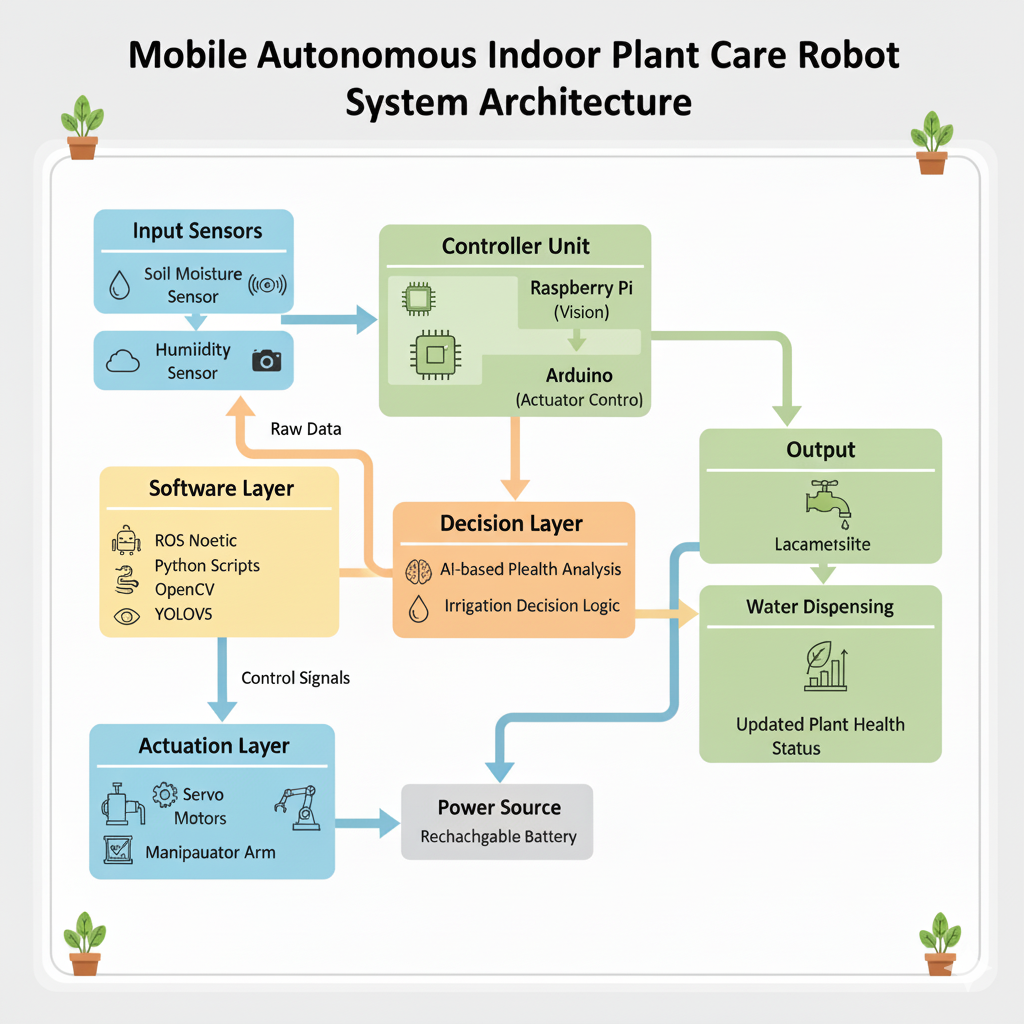 Mobile Autonomous Indoor Plant Care Robot
System Architecture
Input Sensors
Soil Moisture
Sensor
Humiidity
Sensor
Controller Unit
Raspberry Pi
(Vision)
Arduino
(Actuator Contro)
Raw Data
Software Layer
ROS Noetic
Python Scripts
OpenCV
YOLOV5
Decision Layer
AI-based Plealth Analysis
Irrigation Decision Logic
Output
Lacametsiite
Water Dispensing
Updated Plant Health
Status
Control Signals
Actuation Layer
Servo
Motors
Manipauator Arm
Power Source
Rechachgable Battery